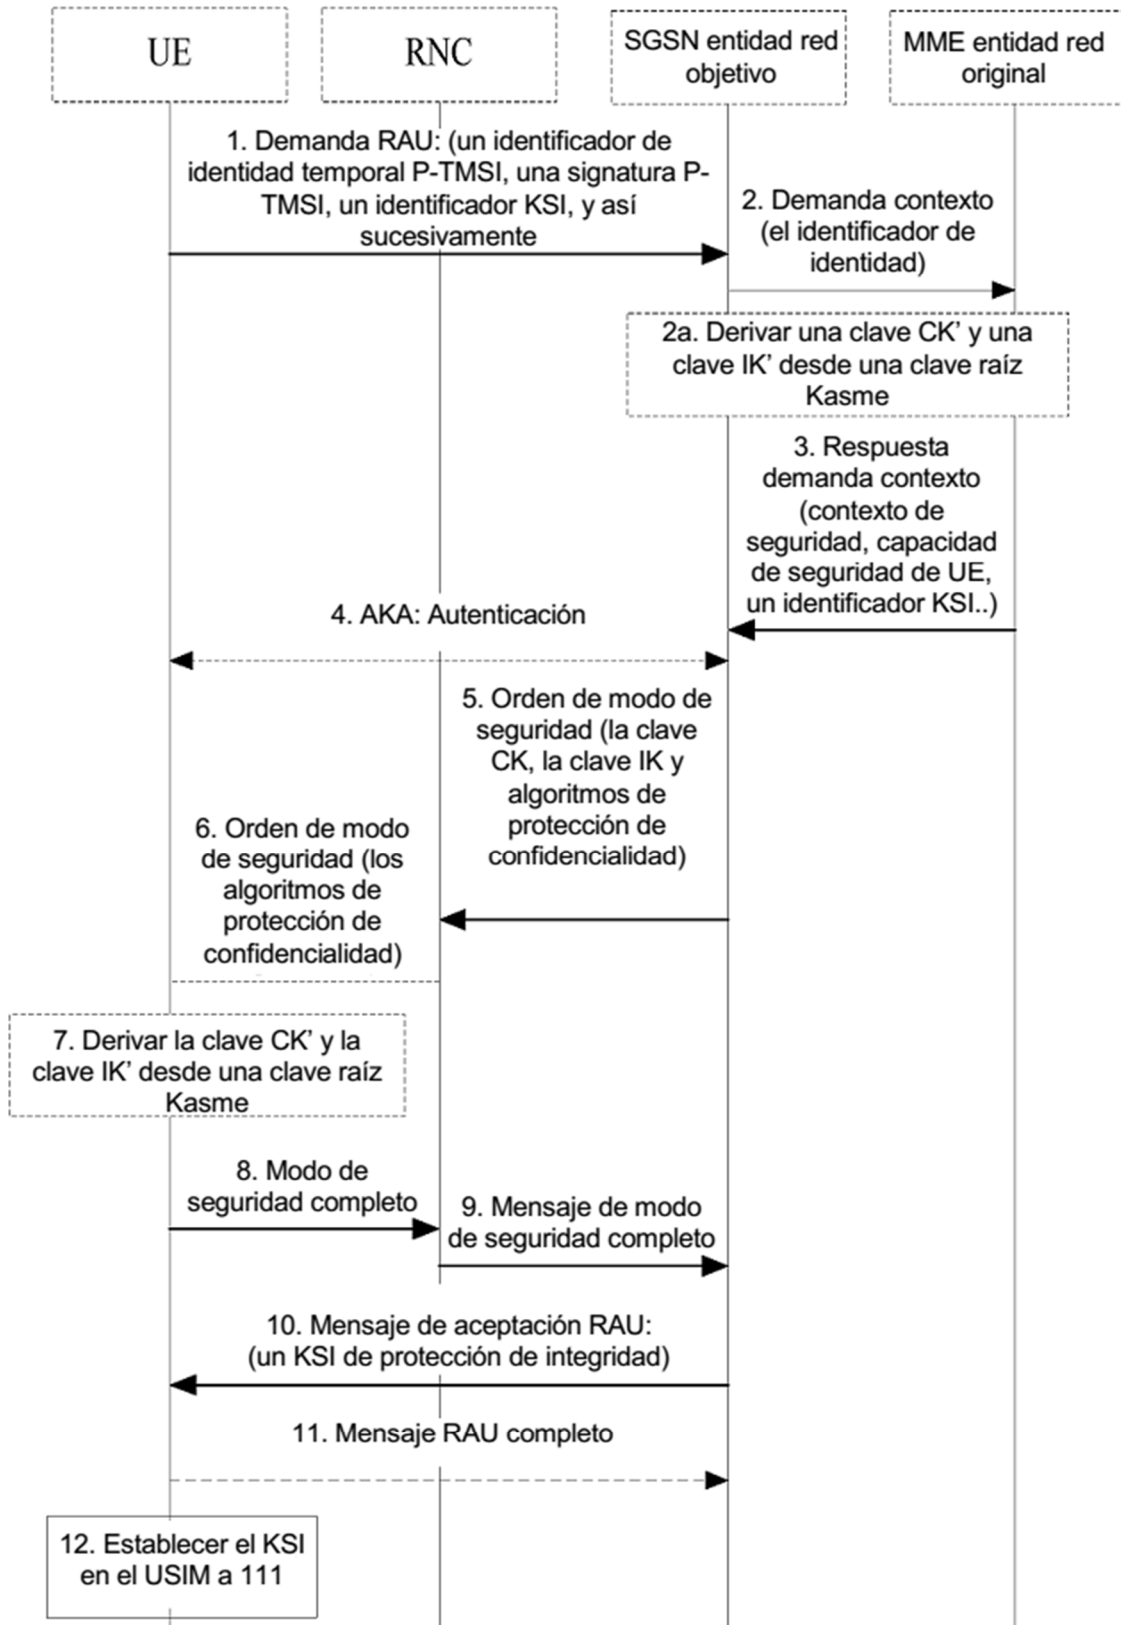 UE
RNC
SGSN entidad red
objetivo
MME entidad red
original
1. Demanda RAU: (un identificador de
identidad temporal P-TMSI, una signatura P-
TMSI, un identificador KSI, y así
sucesivamente
2. Demanda contexto
(el identificador de
identidad)
2a. Derivar una clave CK' y una
clave IK' desde una clave raíz
Kasme
3. Respuesta
demanda contexto
(contexto de
seguridad, capacidad
de seguridad de UE,
un identificador KSI..)
4. AKA: Autenticación
5. Orden de modo de
seguridad (la clave
CK, la clave IK y
algoritmos de
protección de
confidencialidad)
6. Orden de modo
de seguridad (los
algoritmos de
protección de
confidencialidad)
7. Derivar la clave CK' y la
clave IK' desde una clave raíz
Kasme
8. Modo de
seguridad completo
9. Mensaje de modo
de seguridad completo
10. Mensaje de aceptación RAU:
(un KSI de protección de integridad)
11. Mensaje RAU completo
12. Establecer el KSI
en el USIM a 111